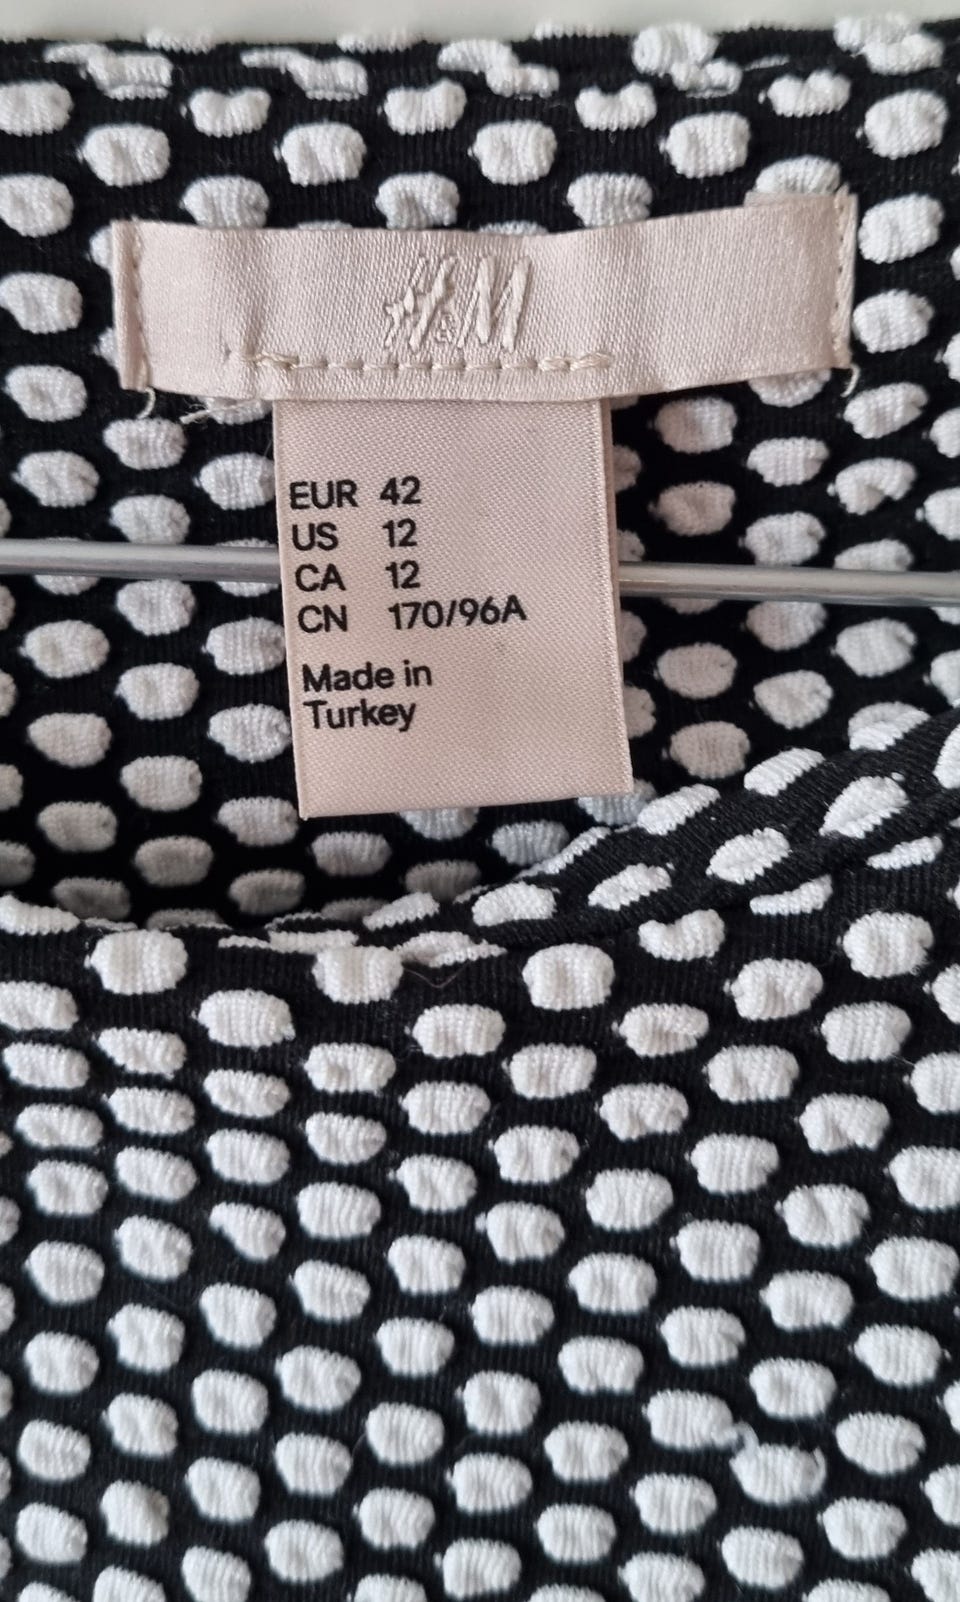 H&M
EUR 42
US 12
CA 12
CN 170/96A
Made in
Turkey